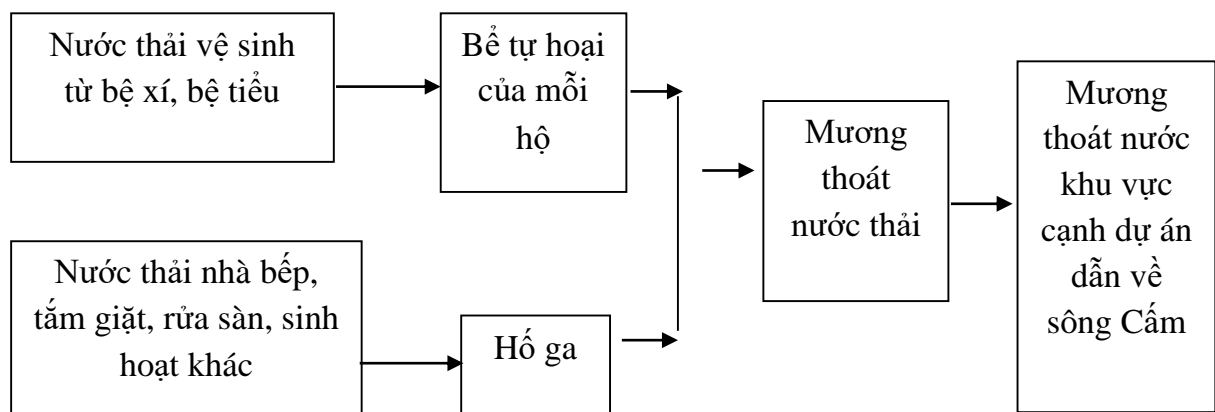 Nước thải vệ sinh
từ bệ xí, bệ tiểu
Bể tự hoại
của mỗi
hộ
Nước thải nhà bếp,
tắm giặt, rửa sàn, sinh
hoạt khác
Hố ga
Mương
thoát
nước thải
Mương
thoát nước
khu vực
cạnh dự án
dẫn về
sông Cấm